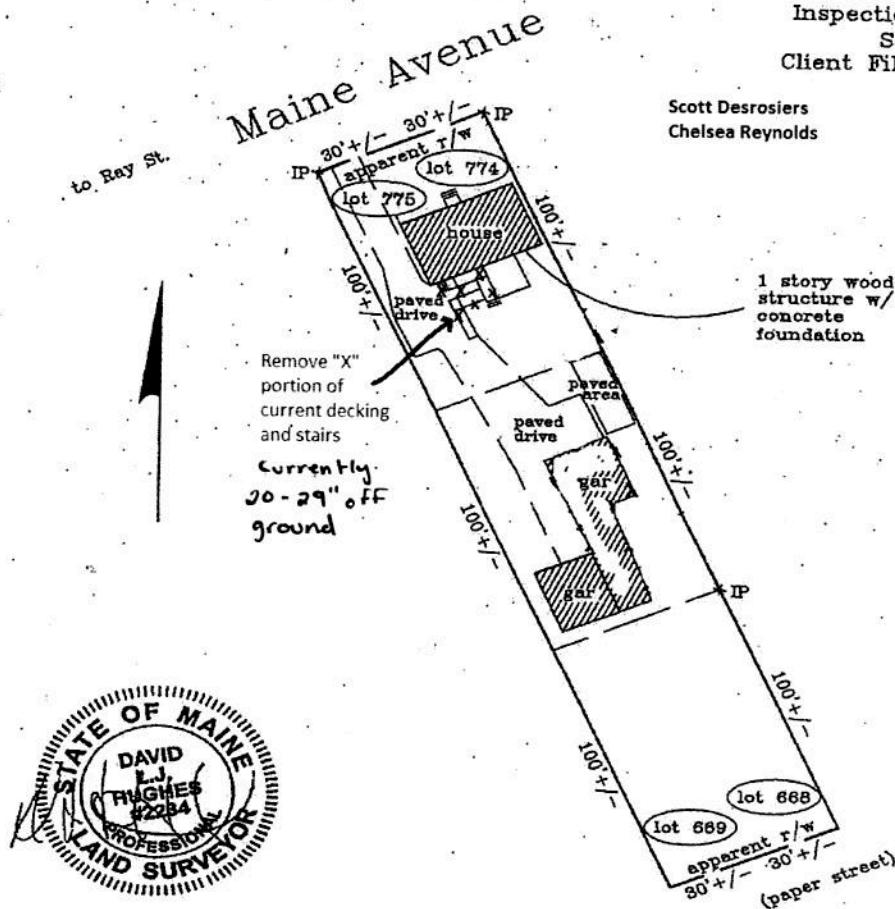 Inspectio
S
Client Fil
Scott Desrosiers
Chelsea Reynolds
Maine Avenue
to Ray St.
30'+/- 30'+/-
IP
IP
apparent r/w
lot 774
lot 775
house
100'+/-
100'+/-
1 story wood
structure w/
concrete
foundation
paved
drive
Remove "X"
portion of
current decking
and stairs
currently
20-29" off
ground
paved
area
paved
drive
gar
100'+/-
100'+/-
gar
IP
100'+/-
100'+/-
STATE OF MAINE
DAVID
L.J.
HUGHES
#2234
PROFESSIONAL
LAND SURVEYOR
lot 668
lot 669
apparent r/w
30'+/- 30'+/-
(paper street)